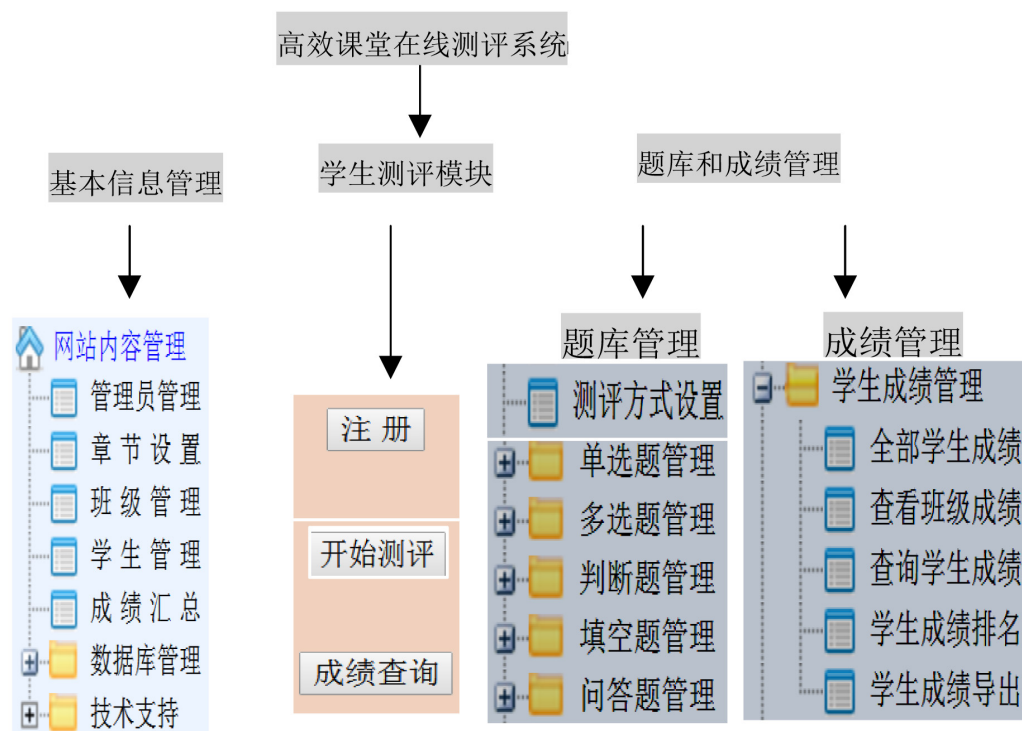 高效课堂在线测评系统
基本信息管理
学生测评模块
题库和成绩管理
网站内容管理
管理员管理
章节设置
班级管理
学生管理
成绩汇总
数据库管理
技术支持
注册
开始测评
成绩查询
题库管理
测评方式设置
单选题管理
多选题管理
判断题管理
填空题管理
问答题管理
成绩管理
学生成绩管理
全部学生成绩
查看班级成绩
查询学生成绩
学生成绩排名
学生成绩导出